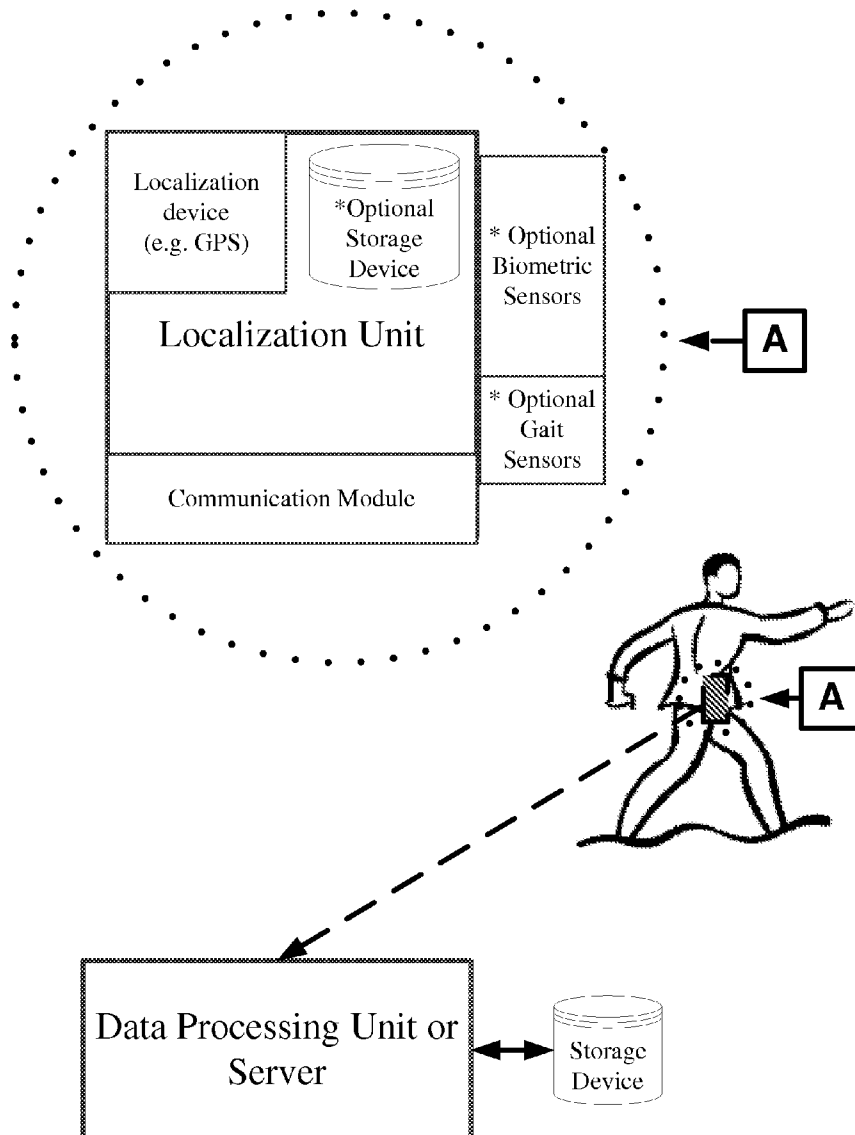 Localization
device
(e.g. GPS)
*Optional
Storage
Device
* Optional
Biometric
Sensors
Localization Unit
A
* Optional
Gait
Sensors
Communication Module
A
Data Processing Unit or
Server
Storage
Device